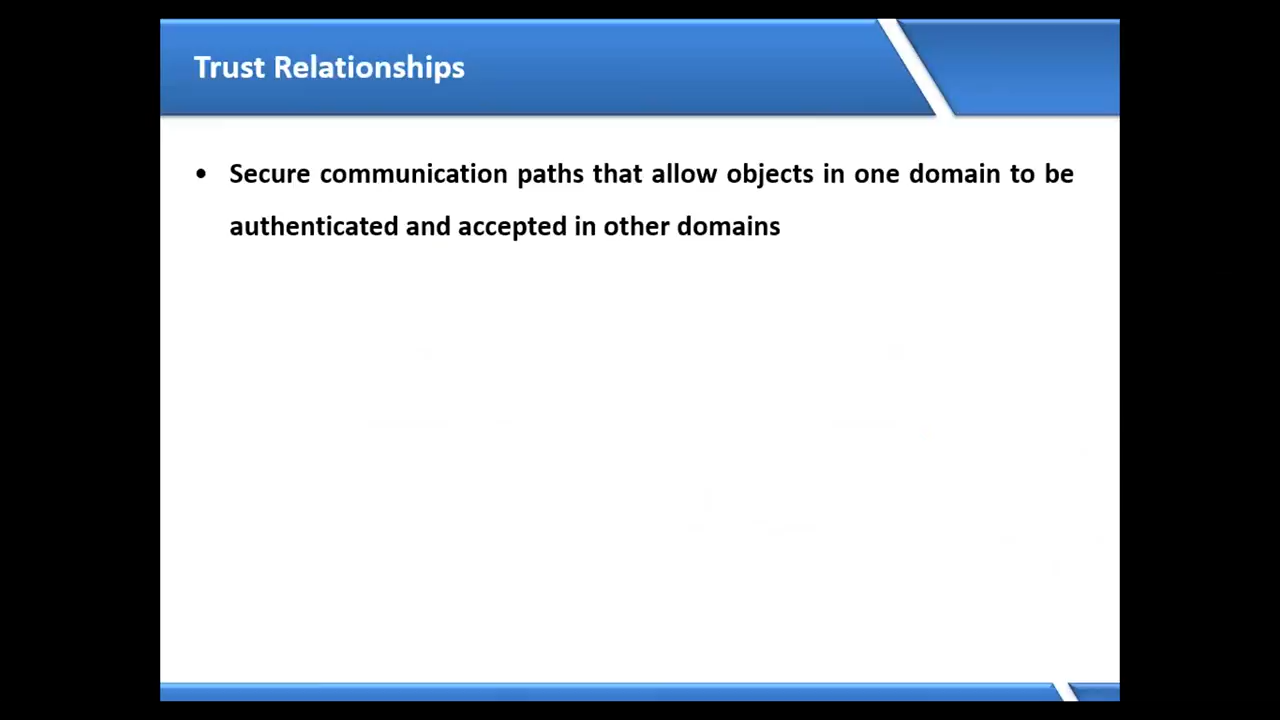 Trust Relationships
• Secure communication paths that allow objects in one domain to be
authenticated and accepted in other domains